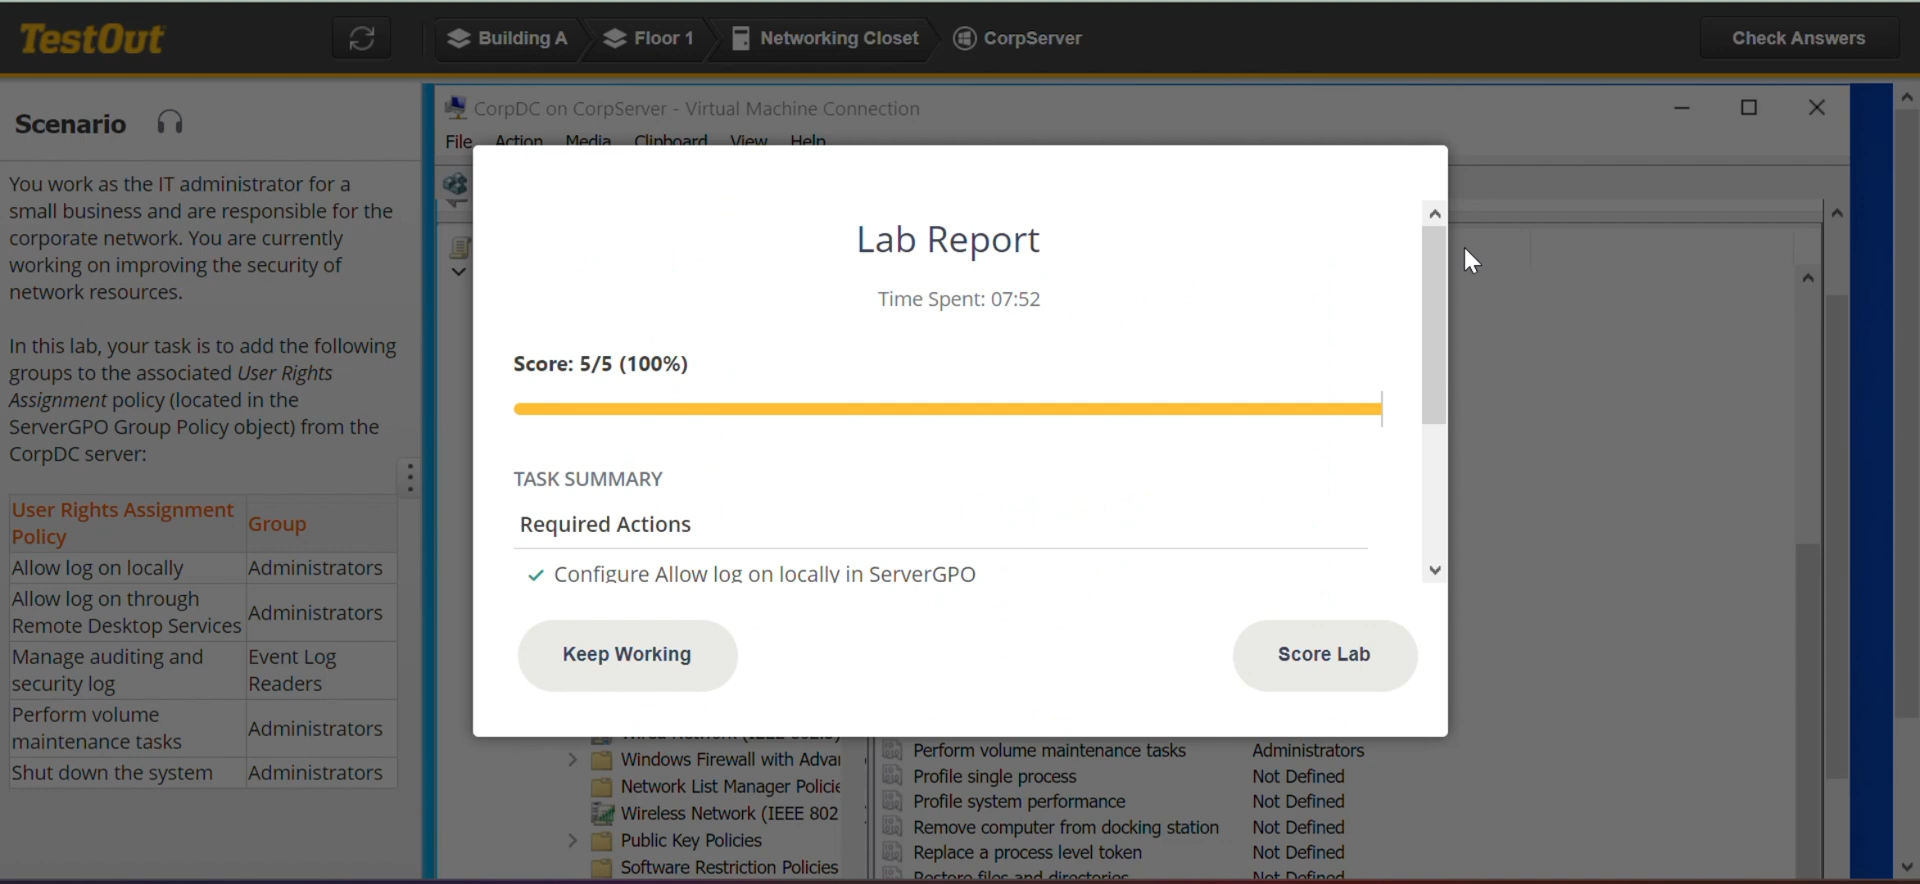 TestOut
Building A
Floor 1
Networking Closet
CorpServer
Check Answers
Scenario
You work as the IT administrator for a
small business and are responsible for the
corporate network. You are currently
working on improving the security of
network resources.
In this lab, your task is to add the following
groups to the associated User Rights
Assignment policy (located in the
ServerGPO Group Policy object) from the
CorpDC server:
User Rights Assignment
Policy
Group
Allow log on locally
Administrators
Allow log on through
Remote Desktop Services
Administrators
Manage auditing and
security log
Event Log
Readers
Perform volume
maintenance tasks
Administrators
Shut down the system
Administrators
CorpDC on CorpServer - Virtual Machine Connection
File Action Media Clipboard View Help
Lab Report
Time Spent: 07:52
Score: 5/5 (100%)
TASK SUMMARY
Required Actions
Configure Allow log on locally in ServerGPO
Keep Working
Score Lab
Windows Firewall with Advai
Network List Manager Policie
Wireless Network (IEEE 802
Public Key Policies
Software Restriction Policies
Perform volume maintenance tasks Administrators
Profile single process Not Defined
Profile system performance Not Defined
Remove computer from docking station Not Defined
Replace a process level token Not Defined
Restore files and directories Not Defined